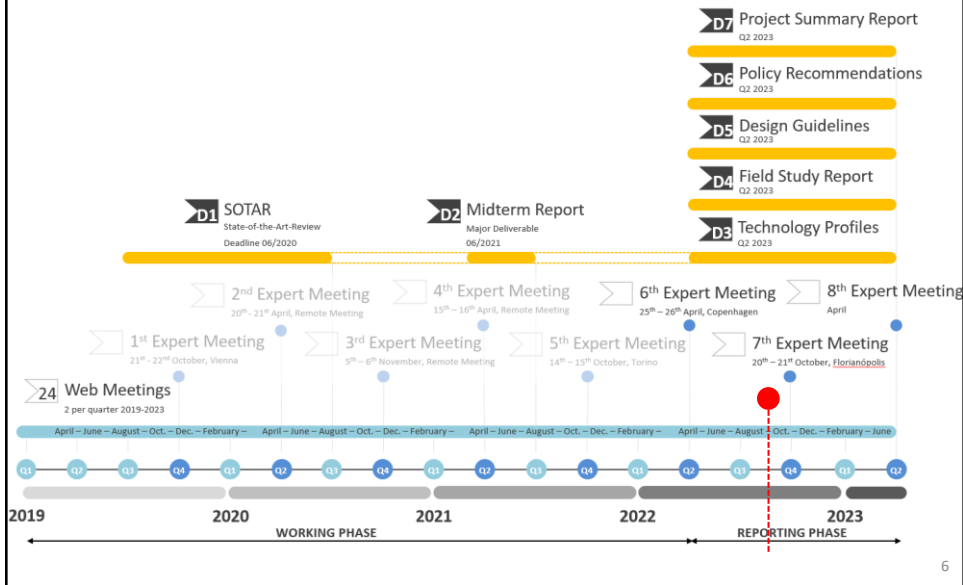 D7 Project Summary Report
Q2 2023
D6 Policy Recommendations
Q2 2023
D5 Design Guidelines
Q2 2023
D4 Field Study Report
Q2 2023
D1 SOTAR
State-of-the-Art-Review
Deadline 06/2020
D2 Midterm Report
Major Deliverable
06/2021
D3 Technology Profiles
Q2 2023
2nd Expert Meeting
20th - 21st April, Remote Meeting
4th Expert Meeting
15th – 16th April, Remote Meeting
6th Expert Meeting
25th – 26th April, Copenhagen
8th Expert Meeting
April
1st Expert Meeting
21st - 22nd October, Vienna
3rd Expert Meeting
5th – 6th November, Remote Meeting
5th Expert Meeting
14th – 15th October, Torino
7th Expert Meeting
20th – 21st October, Florianópolis
24 Web Meetings
2 per quarter 2019-2023
April – June – August – Oct. – Dec. – February – April – June – August – Oct. – Dec. – February – April – June – August – Oct. – Dec. – February – April – June – August – Oct. – Dec. – February – June
Q1 Q2 Q3 Q4 Q1 Q2 Q3 Q4 Q1 Q2 Q3 Q4 Q1 Q2 Q3 Q4 Q1 Q2
2019 2020 2021 2022 2023
WORKING PHASE REPORTING PHASE
6